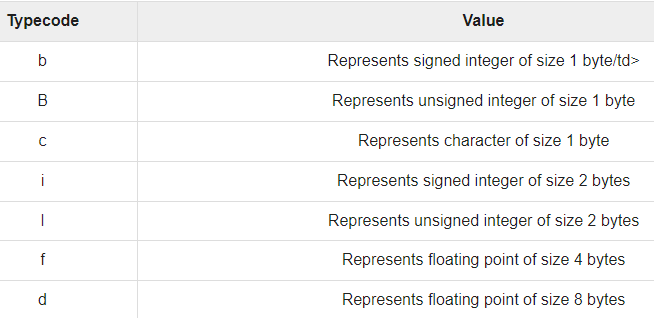 Typecode Value
b Represents signed integer of size 1 byte/td>
B Represents unsigned integer of size 1 byte
c Represents character of size 1 byte
i Represents signed integer of size 2 bytes
I Represents unsigned integer of size 2 bytes
f Represents floating point of size 4 bytes
d Represents floating point of size 8 bytes